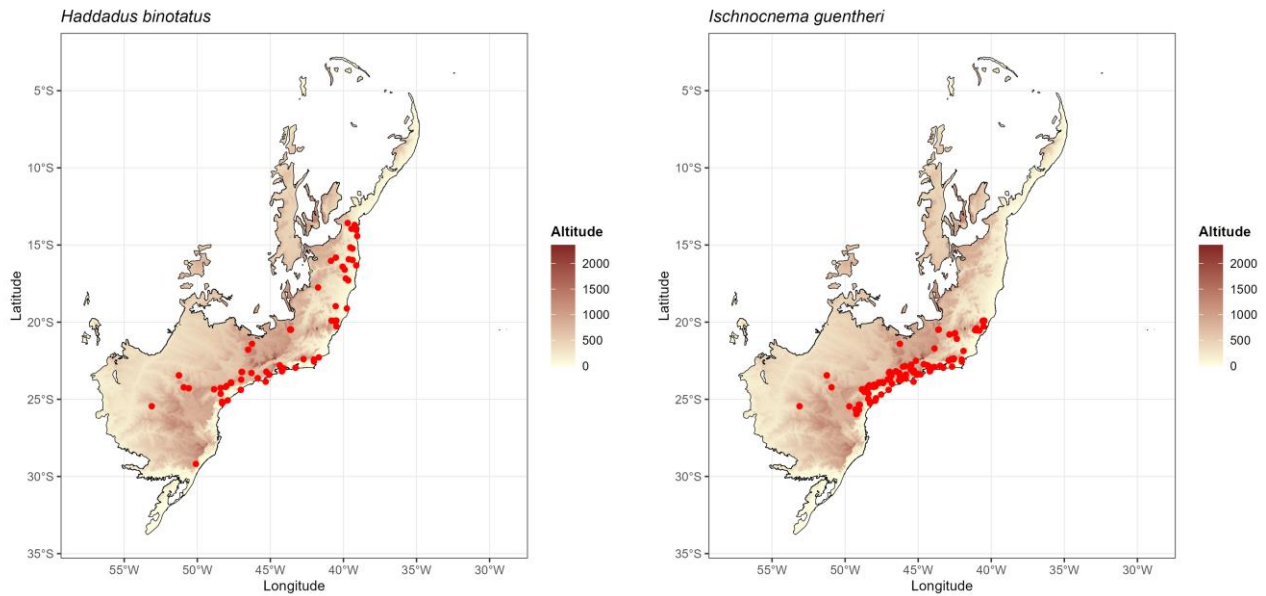 Haddadus binotatus
5°S
10°S
15°S
20°S
25°S
30°S
35°S
Latitude
55°W 50°W 45°W 40°W 35°W 30°W
Longitude
Altitude
2000
1500
1000
500
0
Ischnocnema guentheri
5°S
10°S
15°S
20°S
25°S
30°S
35°S
Latitude
55°W 50°W 45°W 40°W 35°W 30°W
Longitude
Altitude
2000
1500
1000
500
0